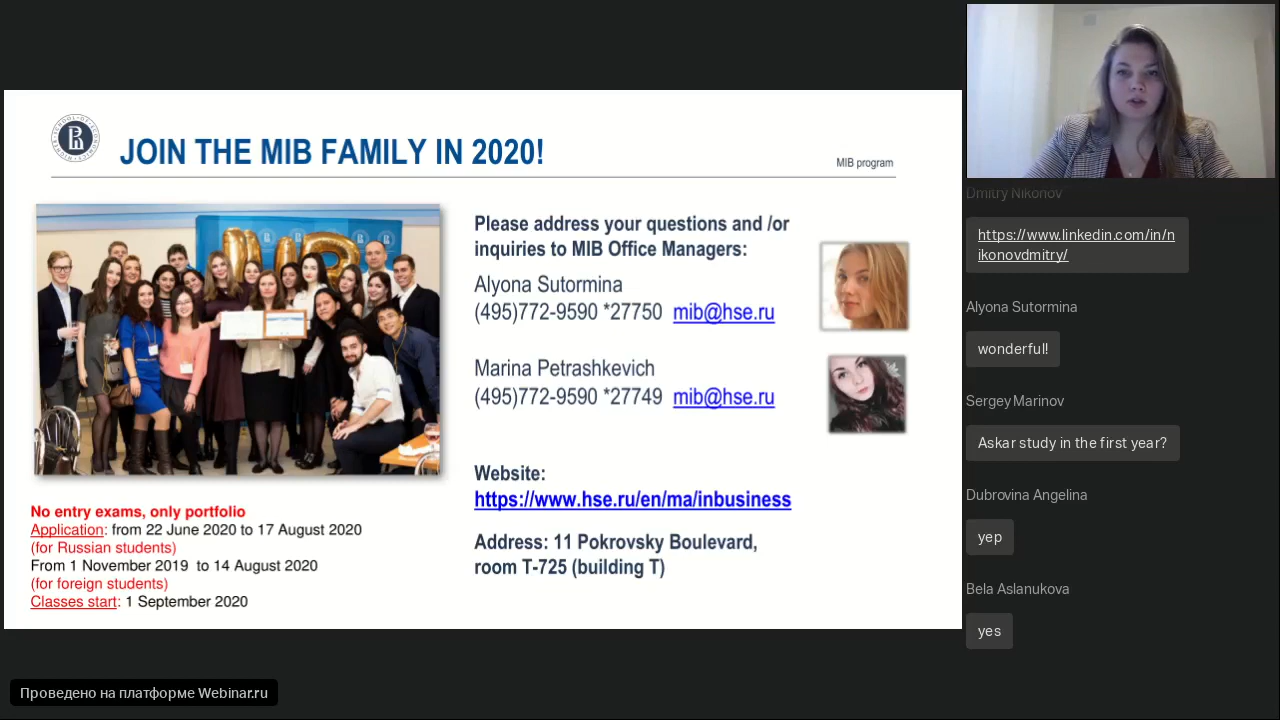 JOIN THE MIB FAMILY IN 2020!
MIB program
Please address your questions and /or
inquiries to MIB Office Managers:
Alyona Sutormina
(495)772-9590 *27750 mib@hse.ru
Marina Petrashkevich
(495)772-9590 *27749 mib@hse.ru
Website:
https://www.hse.ru/en/ma/inbusiness
Address: 11 Pokrovsky Boulevard,
room T-725 (building T)
No entry exams, only portfolio
Application: from 22 June 2020 to 17 August 2020
(for Russian students)
From 1 November 2019 to 14 August 2020
(for foreign students)
Classes start: 1 September 2020
Dmitry Nikonov
https://www.linkedin.com/in/n
ikonovdmitry/
Alyona Sutormina
wonderful!
Sergey Marinov
Askar study in the first year?
Dubrovina Angelina
yep
Bela Aslanukova
yes
Проведено на платформе Webinar.ru